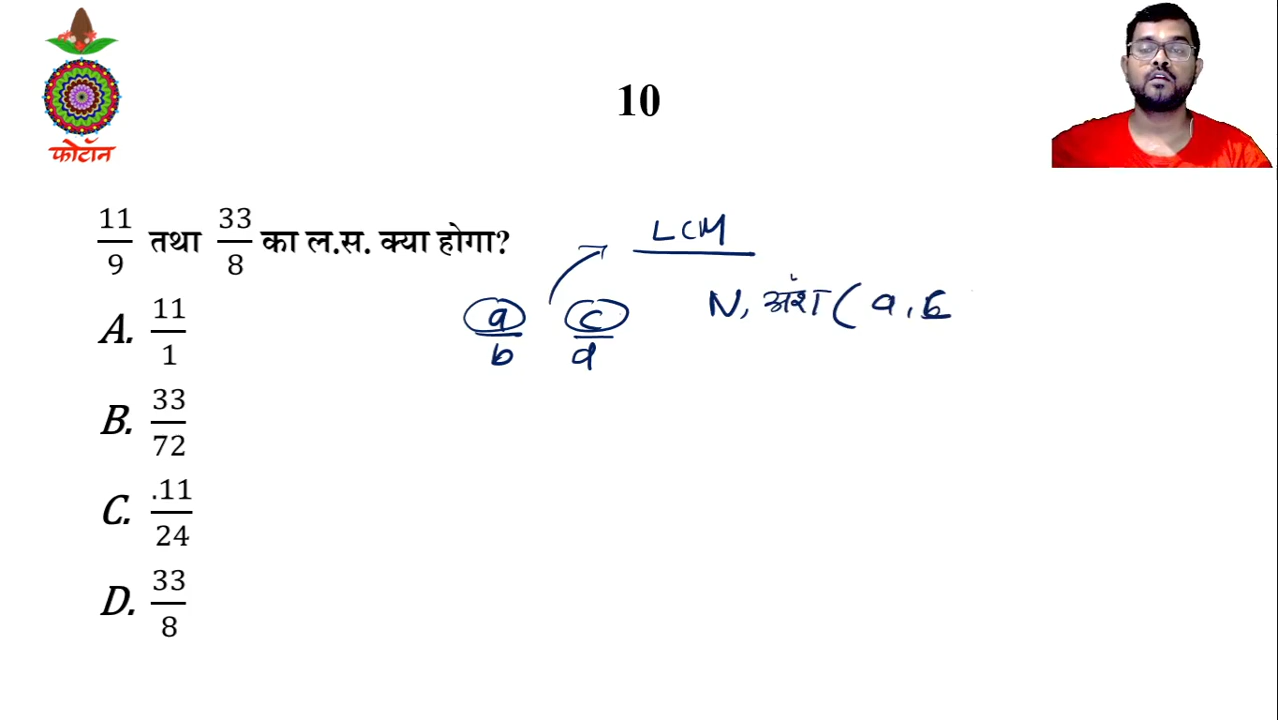 फोटॉन
10
11/9 तथा 33/8 का ल.स. क्या होगा?
LCM
a/b c/d
N, अंश ( a, c
A. 11/1
B. 33/72
C. .11/24
D. 33/8